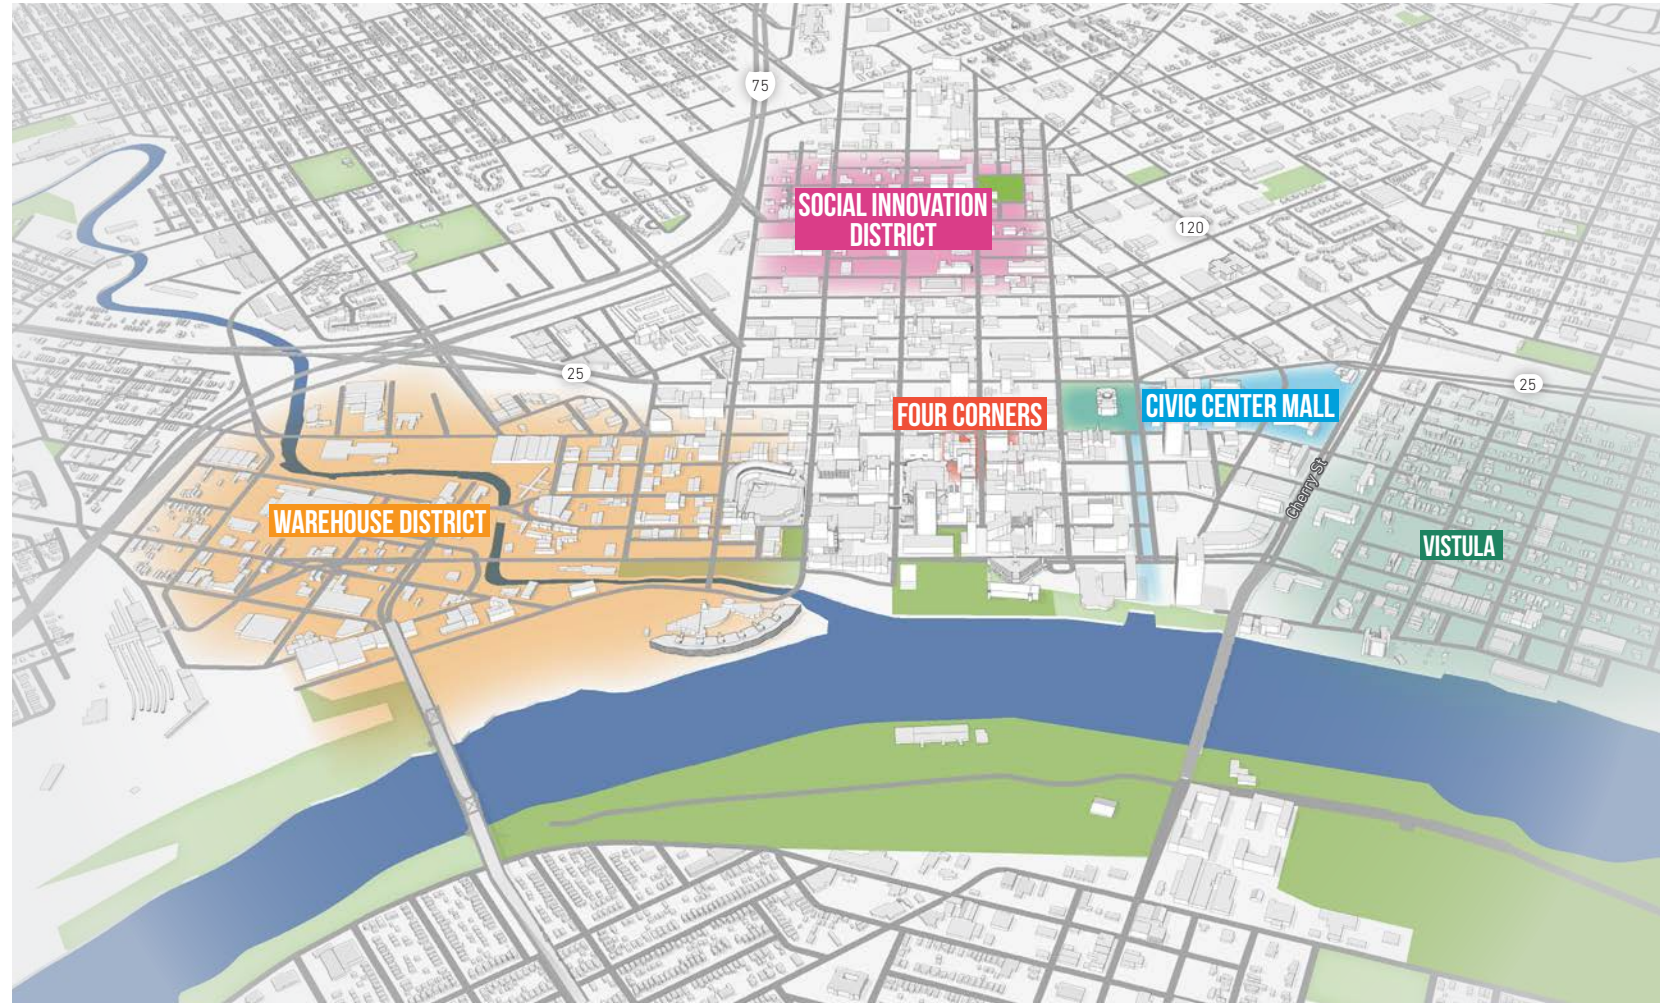 75
SOCIAL INNOVATION
DISTRICT
120
25
25
FOUR CORNERS
CIVIC CENTER MALL
Cherry St
WAREHOUSE DISTRICT
VISTULA